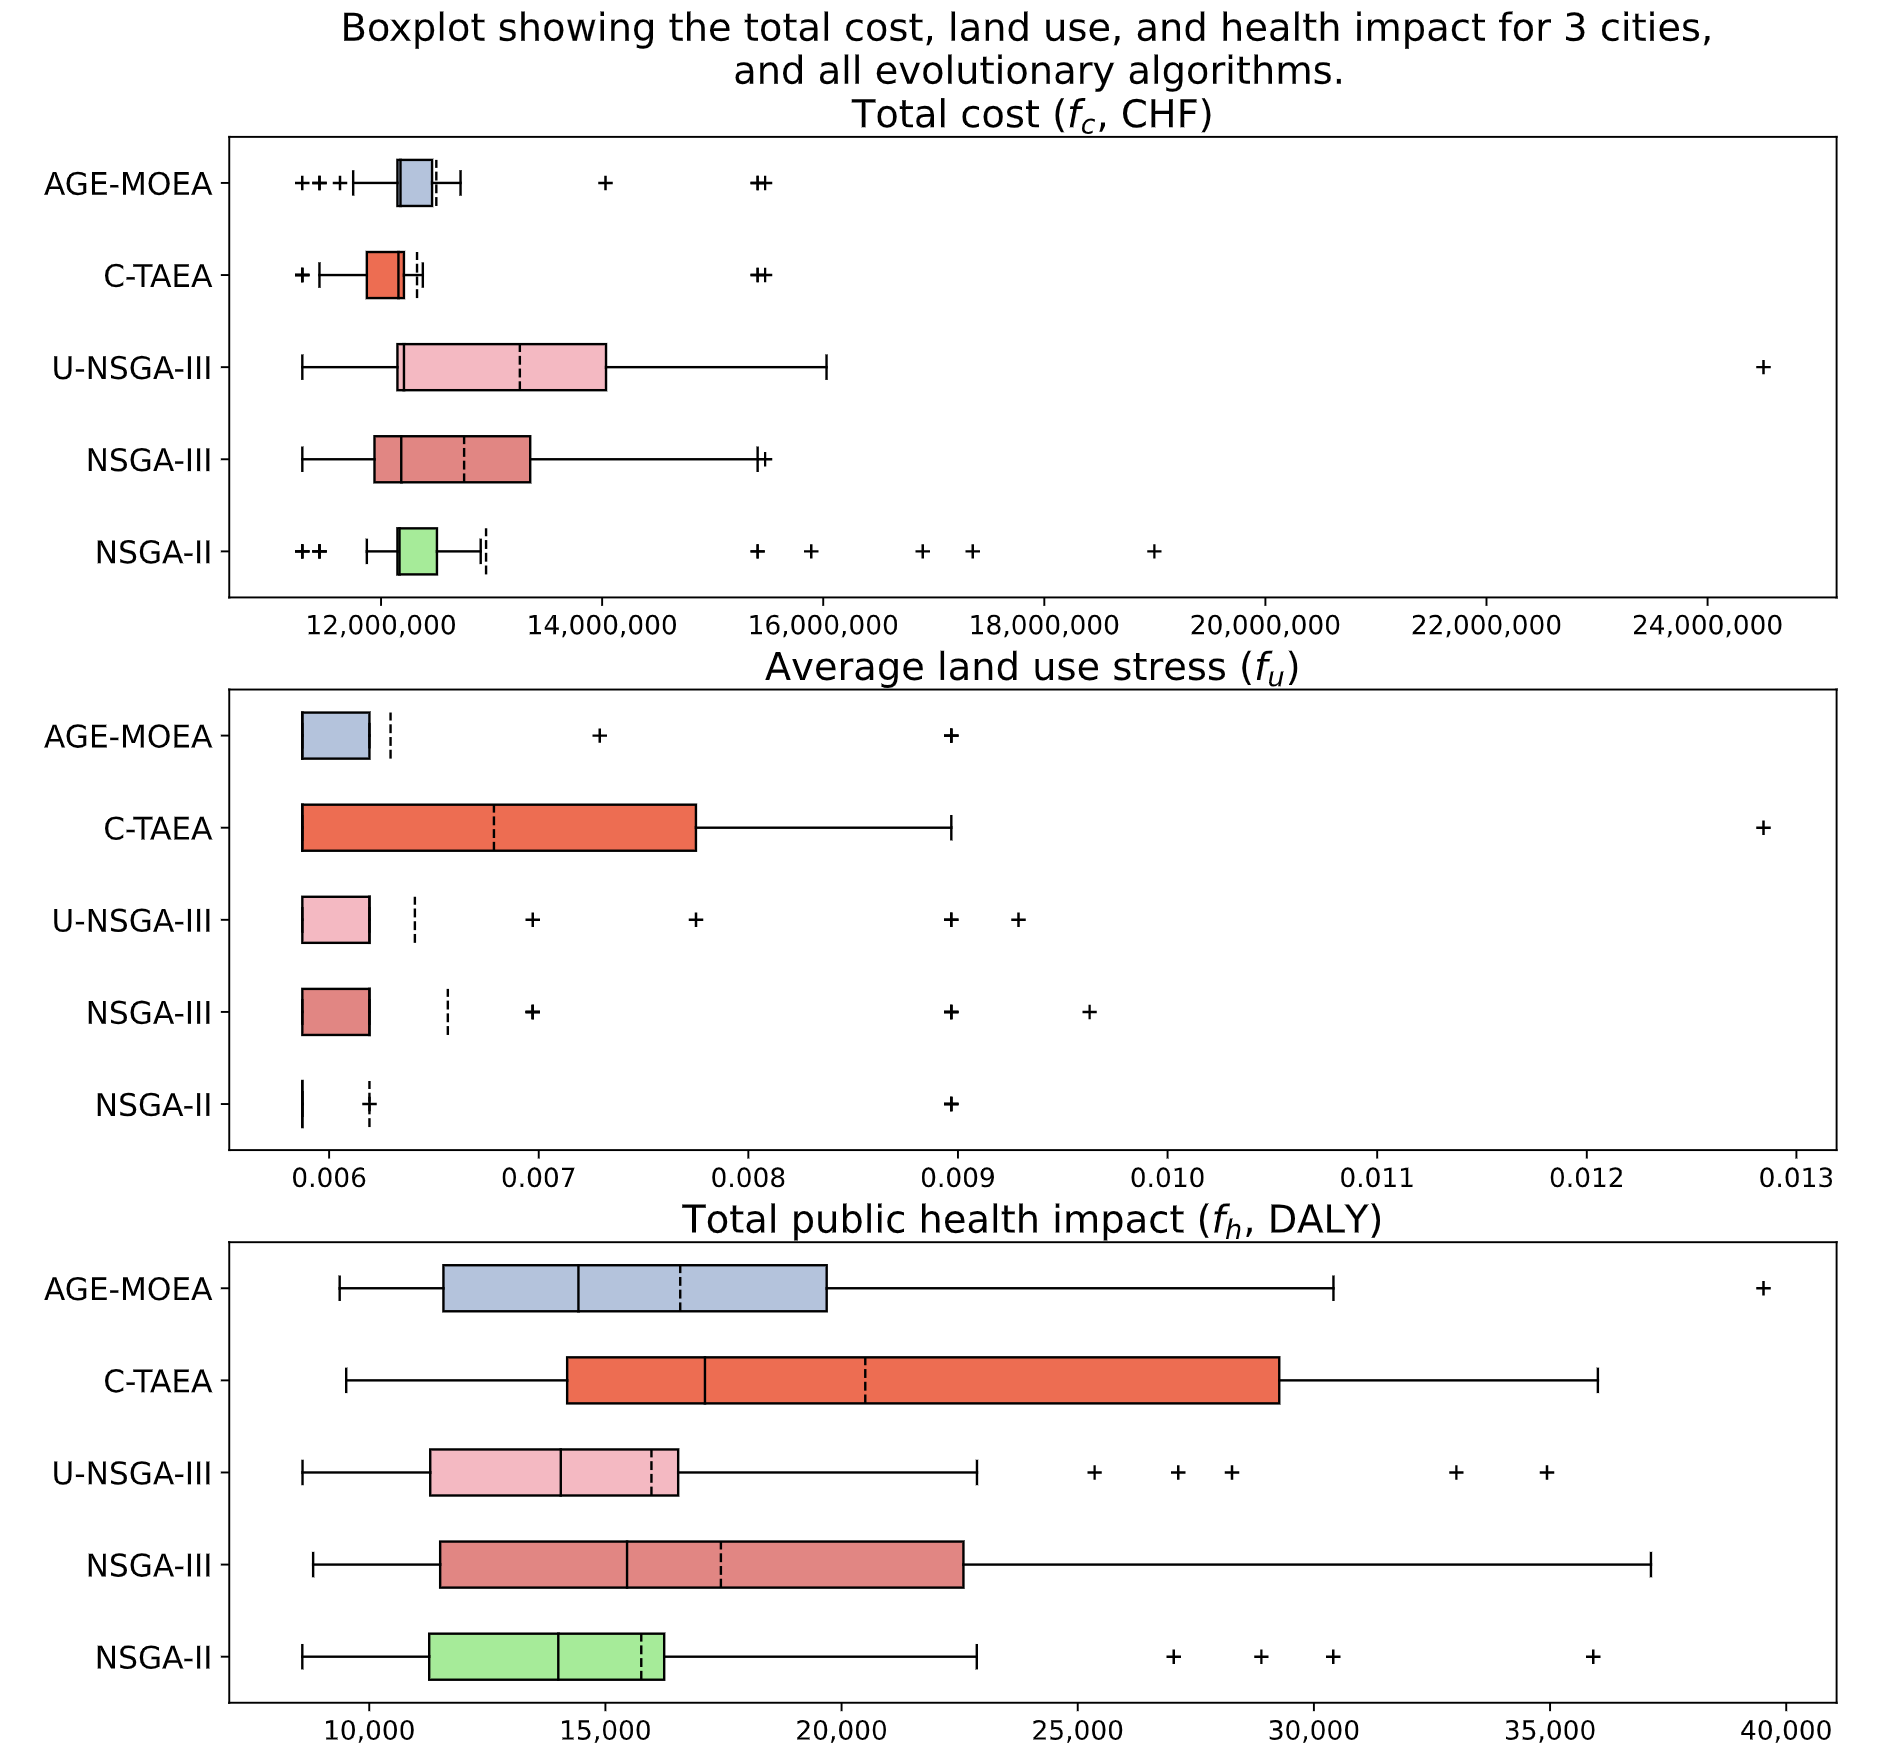 Boxplot showing the total cost, land use, and health impact for 3 cities,
and all evolutionary algorithms.
Total cost (f_c, CHF)
AGE-MOEA
C-TAEA
U-NSGA-III
NSGA-III
NSGA-II
12,000,000 14,000,000 16,000,000 18,000,000 20,000,000 22,000,000 24,000,000
Average land use stress (f_u)
AGE-MOEA
C-TAEA
U-NSGA-III
NSGA-III
NSGA-II
0.006 0.007 0.008 0.009 0.010 0.011 0.012 0.013
Total public health impact (f_h, DALY)
AGE-MOEA
C-TAEA
U-NSGA-III
NSGA-III
NSGA-II
10,000 15,000 20,000 25,000 30,000 35,000 40,000